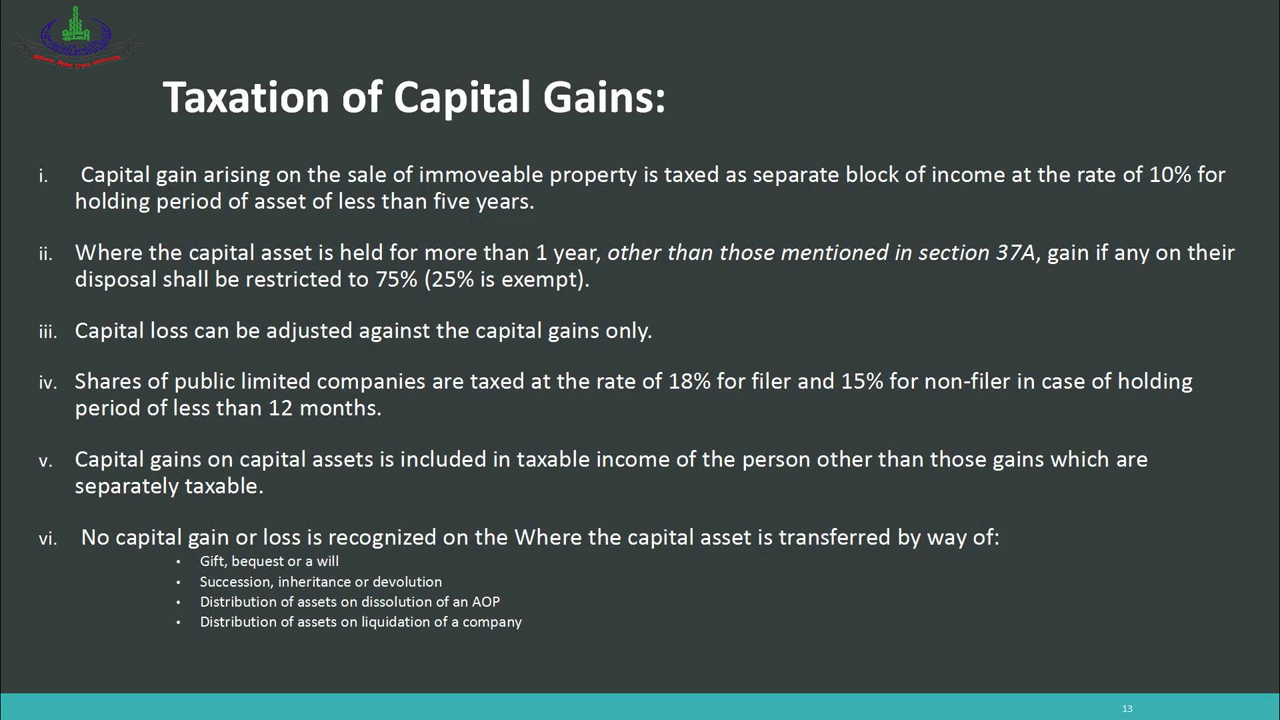 Taxation of Capital Gains:
i. Capital gain arising on the sale of immoveable property is taxed as separate block of income at the rate of 10% for
holding period of asset of less than five years.
ii. Where the capital asset is held for more than 1 year, other than those mentioned in section 37A, gain if any on their
disposal shall be restricted to 75% (25% is exempt).
iii. Capital loss can be adjusted against the capital gains only.
iv. Shares of public limited companies are taxed at the rate of 18% for filer and 15% for non-filer in case of holding
period of less than 12 months.
v. Capital gains on capital assets is included in taxable income of the person other than those gains which are
separately taxable.
vi. No capital gain or loss is recognized on the Where the capital asset is transferred by way of:
• Gift, bequest or a will
• Succession, inheritance or devolution
• Distribution of assets on dissolution of an AOP
• Distribution of assets on liquidation of a company
13